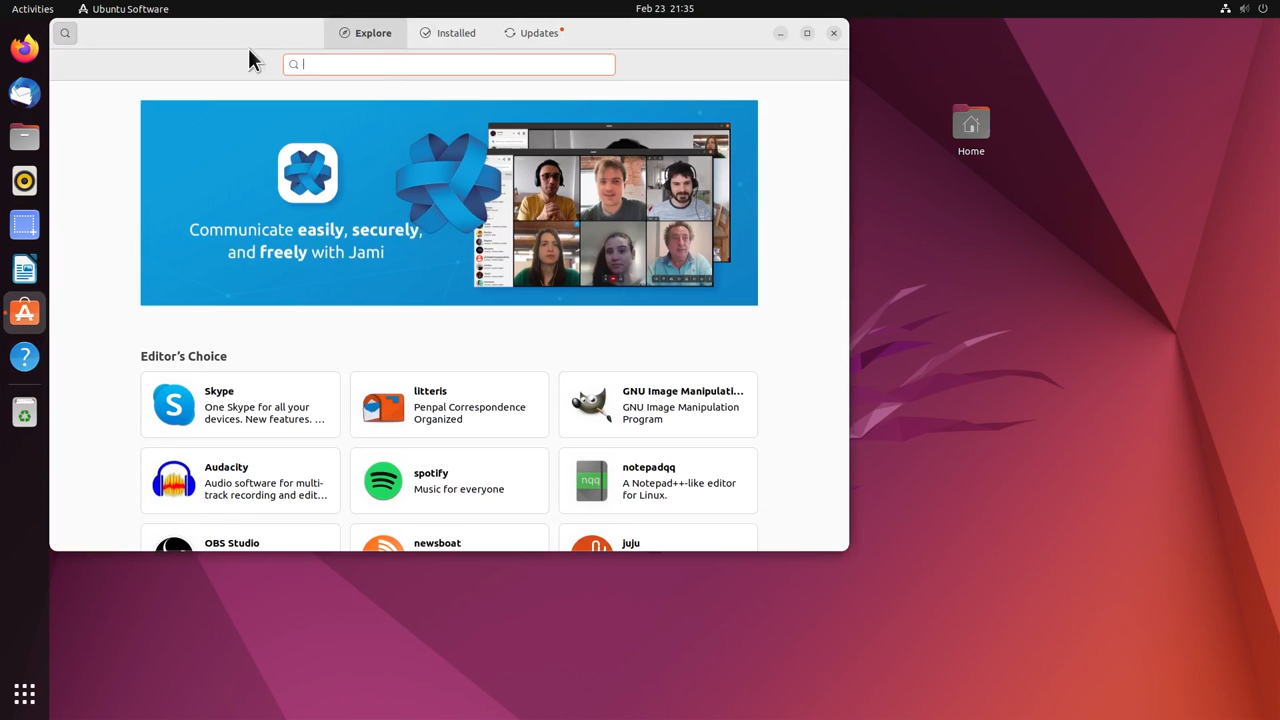 Activities
Ubuntu Software
Feb 23 21:35
Explore
Installed
Updates
Communicate easily, securely,
and freely with Jami
Editor’s Choice
Skype
One Skype for all your
devices. New features. …
litteris
Penpal Correspondence
Organized
GNU Image Manipulati…
GNU Image Manipulation
Program
Audacity
Audio software for multi-
track recording and edit…
spotify
Music for everyone
nqq
notepadqq
A Notepad++-like editor
for Linux.
OBS Studio
newsboat
juju
Home